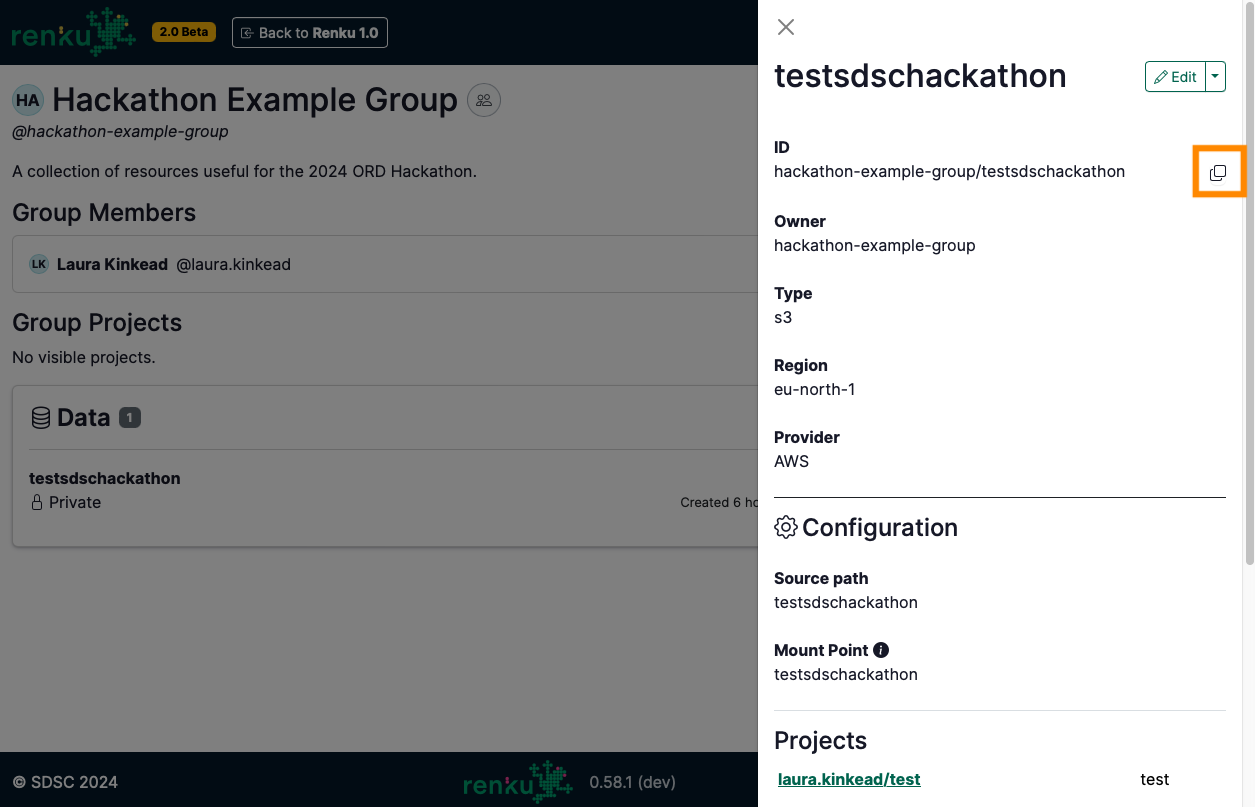 renku 2.0 Beta Back to Renku 1.0
HA Hackathon Example Group
@hackathon-example-group
A collection of resources useful for the 2024 ORD Hackathon.
Group Members
LK Laura Kinkead @laura.kinkead
Group Projects
No visible projects.
Data 1
testsdschackathon
Private Created 6
© SDSC 2024 renku 0.58.1 (dev)
testsdschackathon
Edit
ID
hackathon-example-group/testsdschackathon
Owner
hackathon-example-group
Type
s3
Region
eu-north-1
Provider
AWS
Configuration
Source path
testsdschackathon
Mount Point i
testsdschackathon
Projects
laura.kinkead/test test